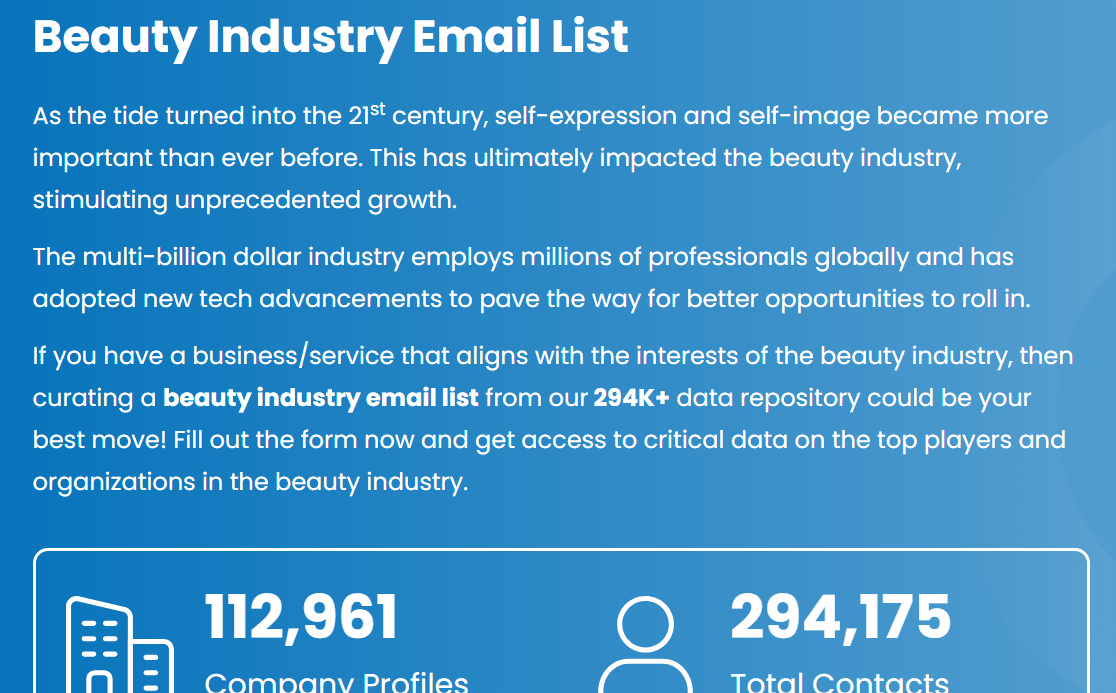 Beauty Industry Email List
As the tide turned into the 21st century, self-expression and self-image became more
important than ever before. This has ultimately impacted the beauty industry,
stimulating unprecedented growth.
The multi-billion dollar industry employs millions of professionals globally and has
adopted new tech advancements to pave the way for better opportunities to roll in.
If you have a business/service that aligns with the interests of the beauty industry, then
curating a beauty industry email list from our 294K+ data repository could be your
best move! Fill out the form now and get access to critical data on the top players and
organizations in the beauty industry.
112,961
Company Profiles
294,175
Total Contacts